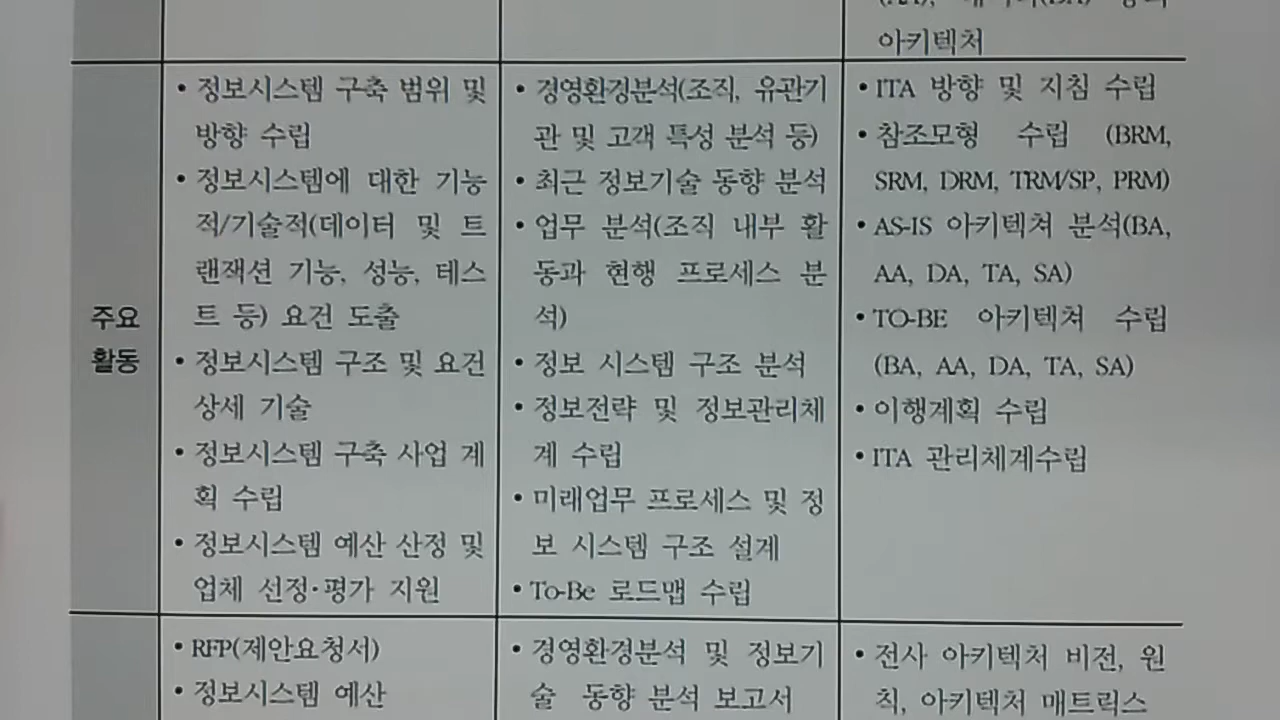 아키텍처
주요
활동
• 정보시스템 구축 범위 및
방향 수립
• 정보시스템에 대한 기능
적/기술적(데이터 및 트
랜잭션 기능, 성능, 테스
트 등) 요건 도출
• 정보시스템 구조 및 요건
상세 기술
• 정보시스템 구축 사업 계
획 수립
• 정보시스템 예산 산정 및
업체 선정·평가 지원
• 경영환경분석(조직, 유관기
관 및 고객 특성 분석 등)
• 최근 정보기술 동향 분석
• 업무 분석(조직 내부 활
동과 현행 프로세스 분
석)
• 정보 시스템 구조 분석
• 정보전략 및 정보관리체
계 수립
• 미래업무 프로세스 및 정
보 시스템 구조 설계
• To-Be 로드맵 수립
• ITA 방향 및 지침 수립
• 참조모형 수립 (BRM,
SRM, DRM, TRM/SP, PRM)
• AS-IS 아키텍쳐 분석(BA,
AA, DA, TA, SA)
• TO-BE 아키텍쳐 수립
(BA, AA, DA, TA, SA)
• 이행계획 수립
• ITA 관리체계수립
• RFP(제안요청서)
• 정보시스템 예산
• 경영환경분석 및 정보기
술 동향 분석 보고서
• 전사 아키텍처 비전, 원
칙, 아키텍처 매트릭스